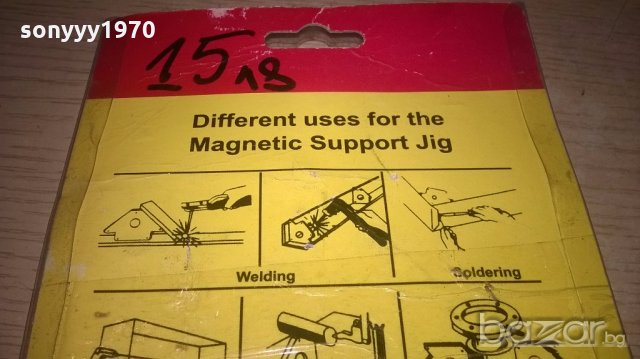 sonyyy1970
15 18
Different uses for the
Magnetic Support Jig
Welding
Soldering
bazar.bg